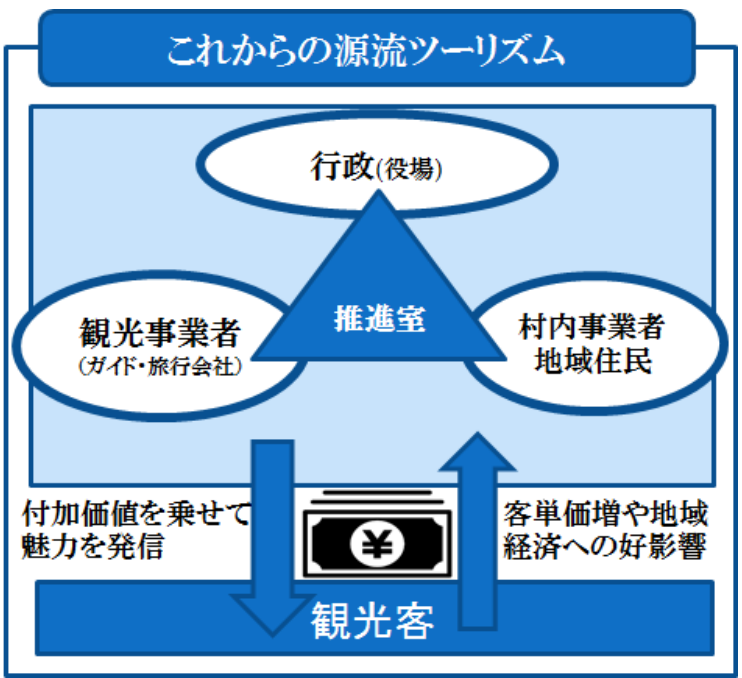 これからの源流ツーリズム
行政(役場)
推進室
観光事業者
(ガイド・旅行会社)
村内事業者
地域住民
付加価値を乗せて
魅力を発信
¥
客単価増や地域
経済への好影響
観光客